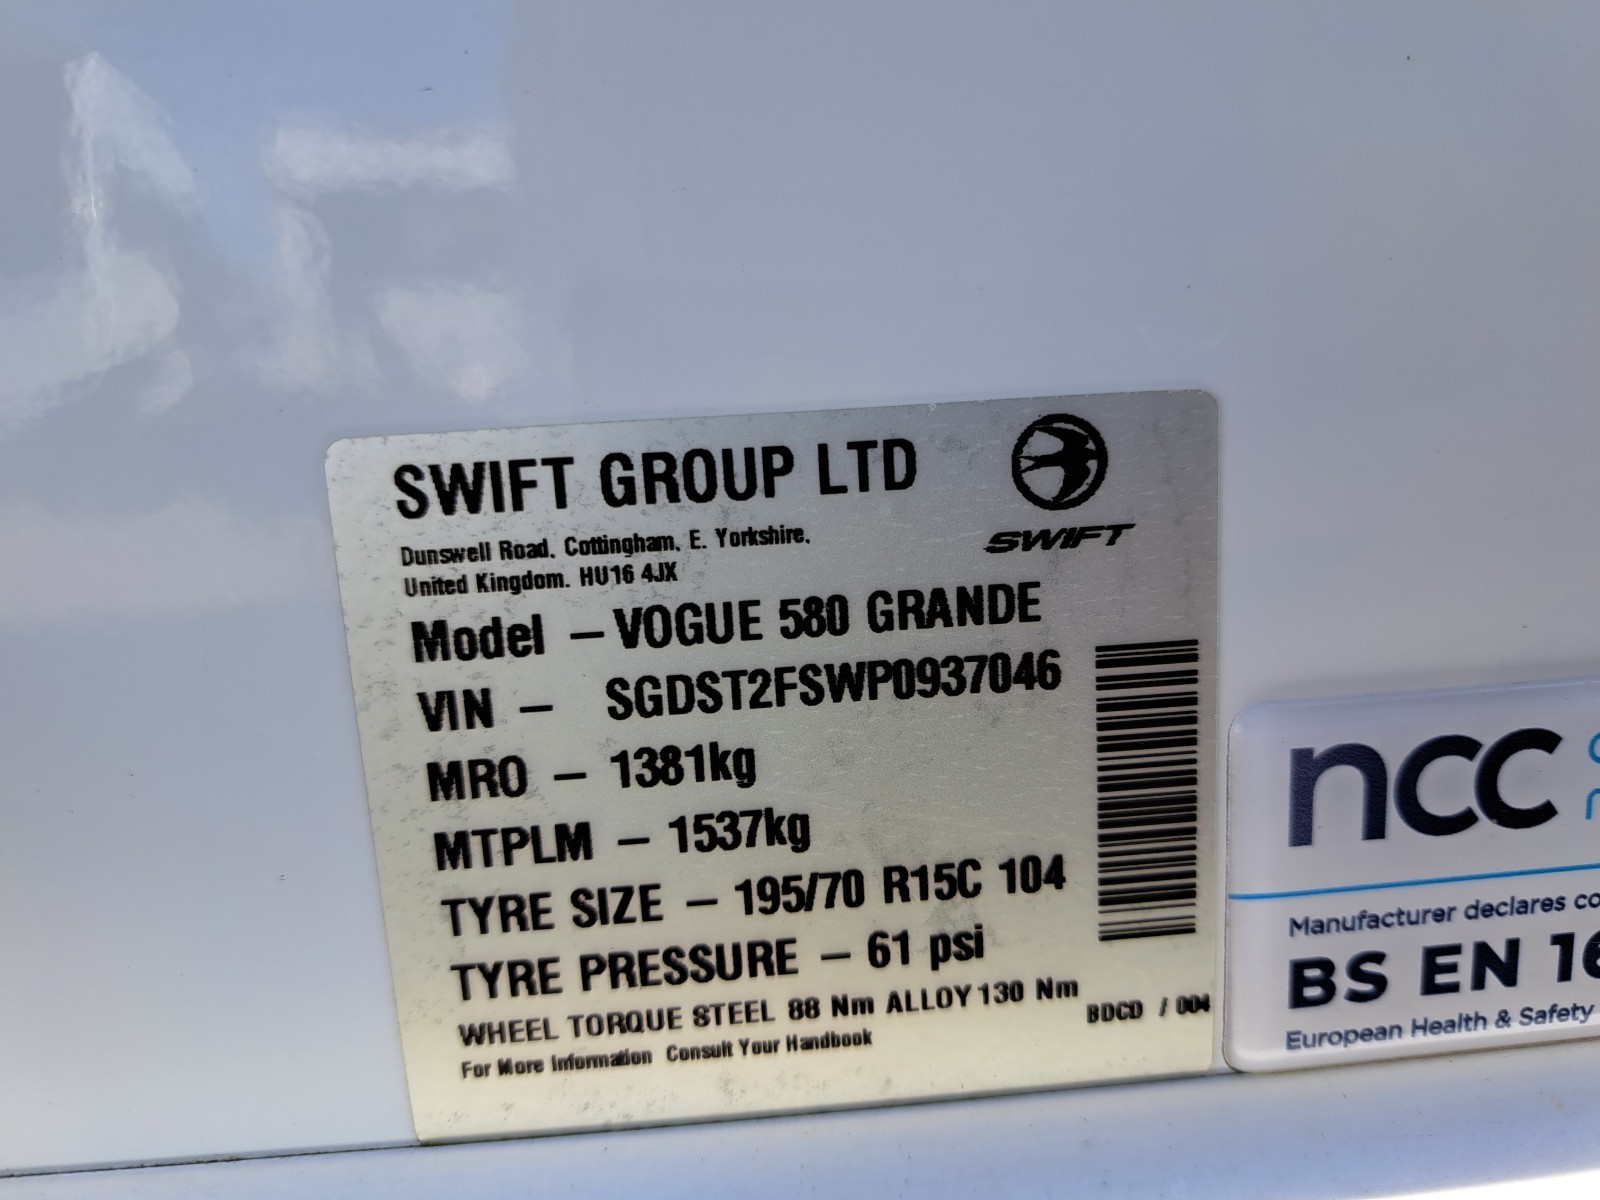 SWIFT GROUP LTD
SWIFT
Dunswell Road, Cottingham, E. Yorkshire,
United Kingdom. HU16 4JX
Model – VOGUE 580 GRANDE
VIN – SGDST2FSWP0937046
MRO – 1381kg
MTPLM – 1537kg
TYRE SIZE – 195/70 R15C 104
TYRE PRESSURE – 61 psi
WHEEL TORQUE STEEL 88 Nm ALLOY 130 Nm
BDCD / 004
For More Information Consult Your Handbook
ncc
Manufacturer declares co
BS EN 16
European Health & Safety